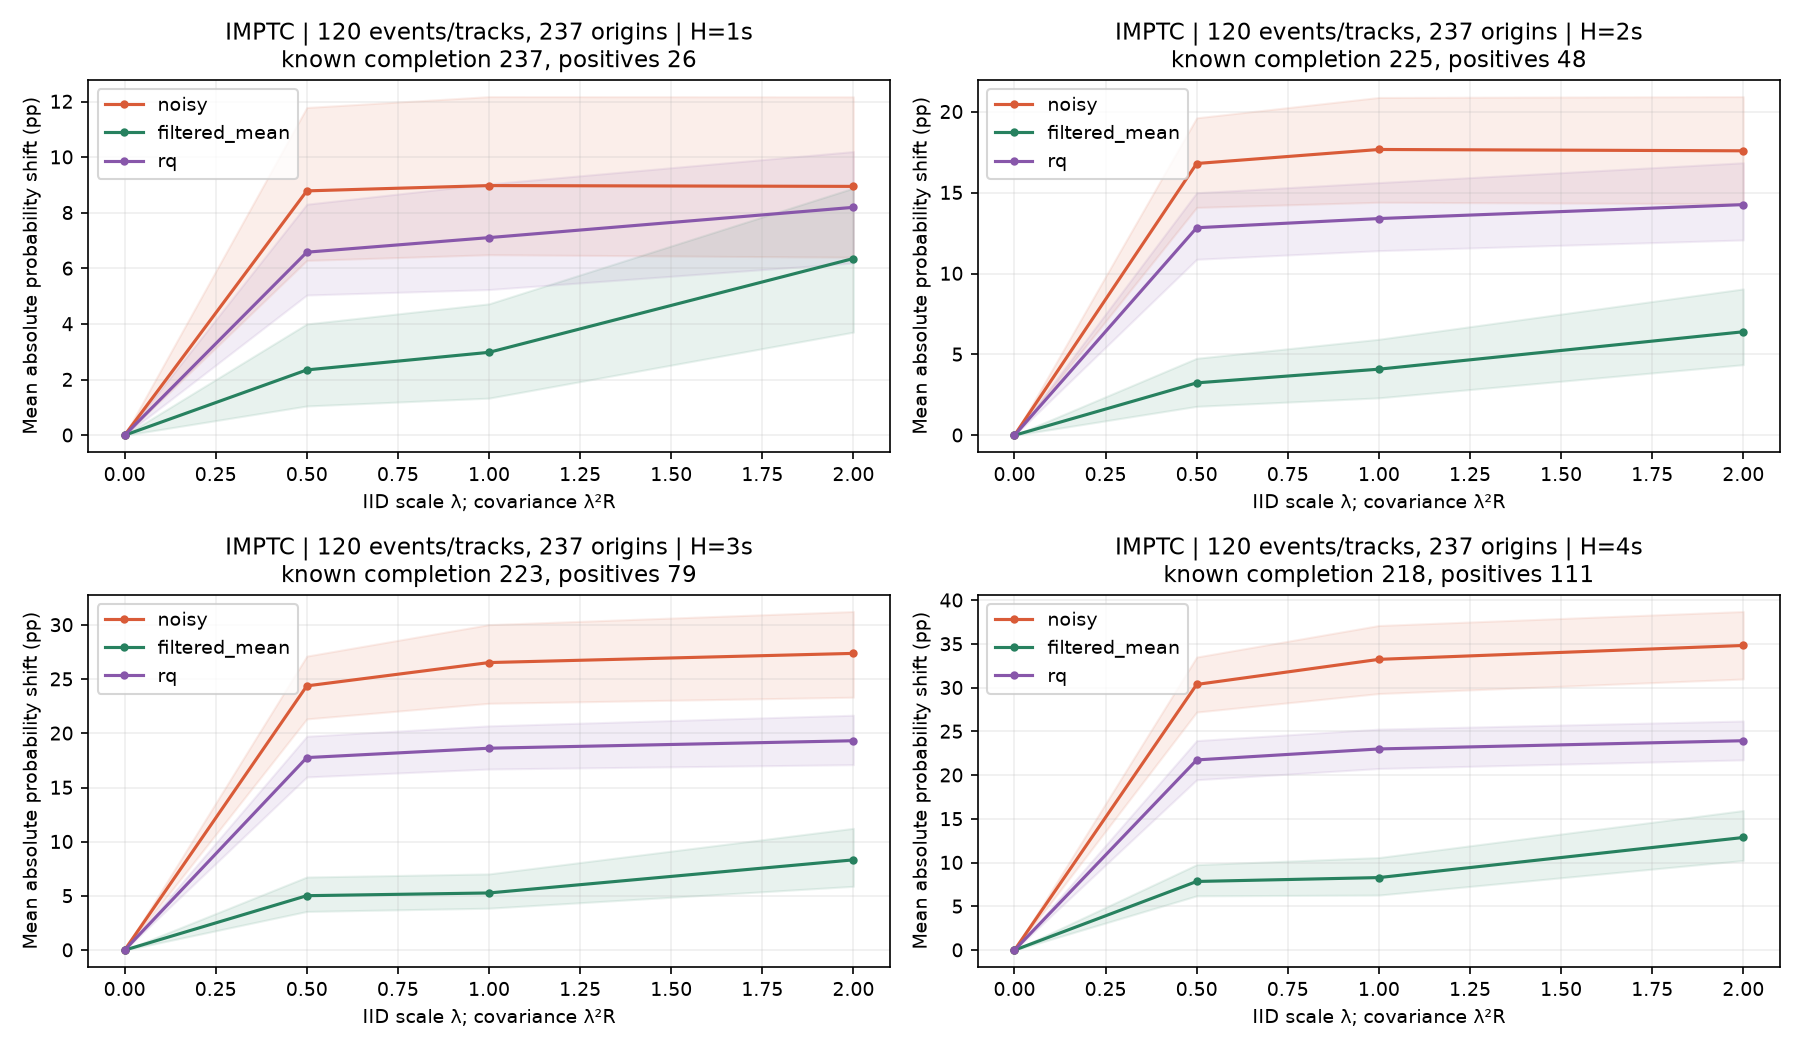 IMPTC | 120 events/tracks, 237 origins | H=1s
known completion 237, positives 26
Mean absolute probability shift (pp)
12
10
8
6
4
2
0
noisy
filtered_mean
rq
0.00 0.25 0.50 0.75 1.00 1.25 1.50 1.75 2.00
IID scale λ; covariance λ²R
IMPTC | 120 events/tracks, 237 origins | H=2s
known completion 225, positives 48
Mean absolute probability shift (pp)
20
15
10
5
0
noisy
filtered_mean
rq
0.00 0.25 0.50 0.75 1.00 1.25 1.50 1.75 2.00
IID scale λ; covariance λ²R
IMPTC | 120 events/tracks, 237 origins | H=3s
known completion 223, positives 79
Mean absolute probability shift (pp)
30
25
20
15
10
5
0
noisy
filtered_mean
rq
0.00 0.25 0.50 0.75 1.00 1.25 1.50 1.75 2.00
IID scale λ; covariance λ²R
IMPTC | 120 events/tracks, 237 origins | H=4s
known completion 218, positives 111
Mean absolute probability shift (pp)
40
35
30
25
20
15
10
5
0
noisy
filtered_mean
rq
0.00 0.25 0.50 0.75 1.00 1.25 1.50 1.75 2.00
IID scale λ; covariance λ²R